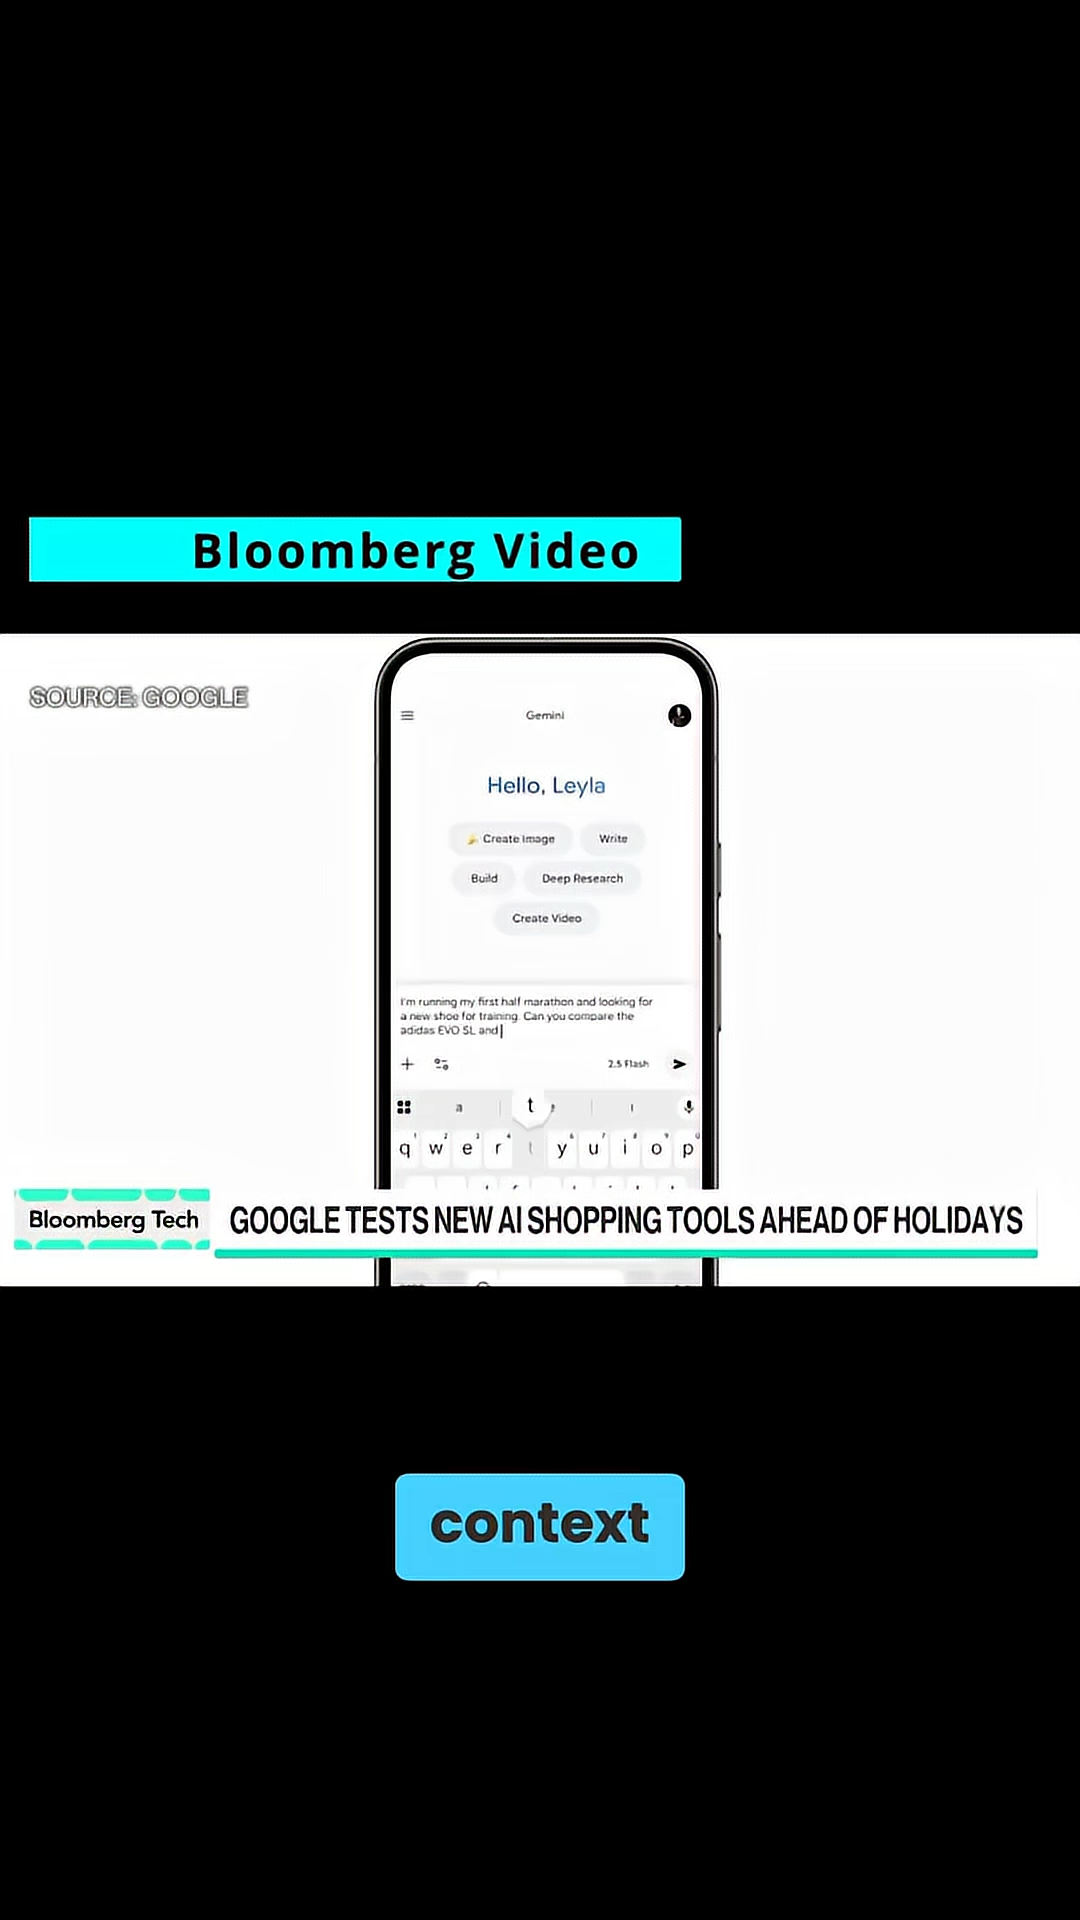 Bloomberg Video
SOURCE: GOOGLE
Gemini
Hello, Leyla
Create Image
Write
Build
Deep Research
Create Video
I'm running my first half marathon and looking for
a new shoe for training. Can you compare the
adidas EVO SL and
2.5 Flash
a t e I
q w e r t y u i o p
Bloomberg Tech
GOOGLE TESTS NEW AI SHOPPING TOOLS AHEAD OF HOLIDAYS
context